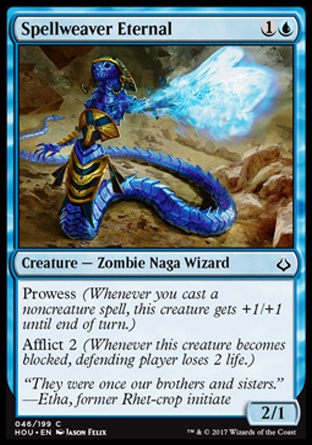 Spellweaver Eternal 1
Creature — Zombie Naga Wizard
Prowess (Whenever you cast a
noncreature spell, this creature gets +1/+1
until end of turn.)
Afflict 2 (Whenever this creature becomes
blocked, defending player loses 2 life.)
"They were once our brothers and sisters."
—Etha, former Rhet-crop initiate
2/1
046/199 C
HOU • EN JASON FELIX
™ & © 2017 Wizards of the Coast